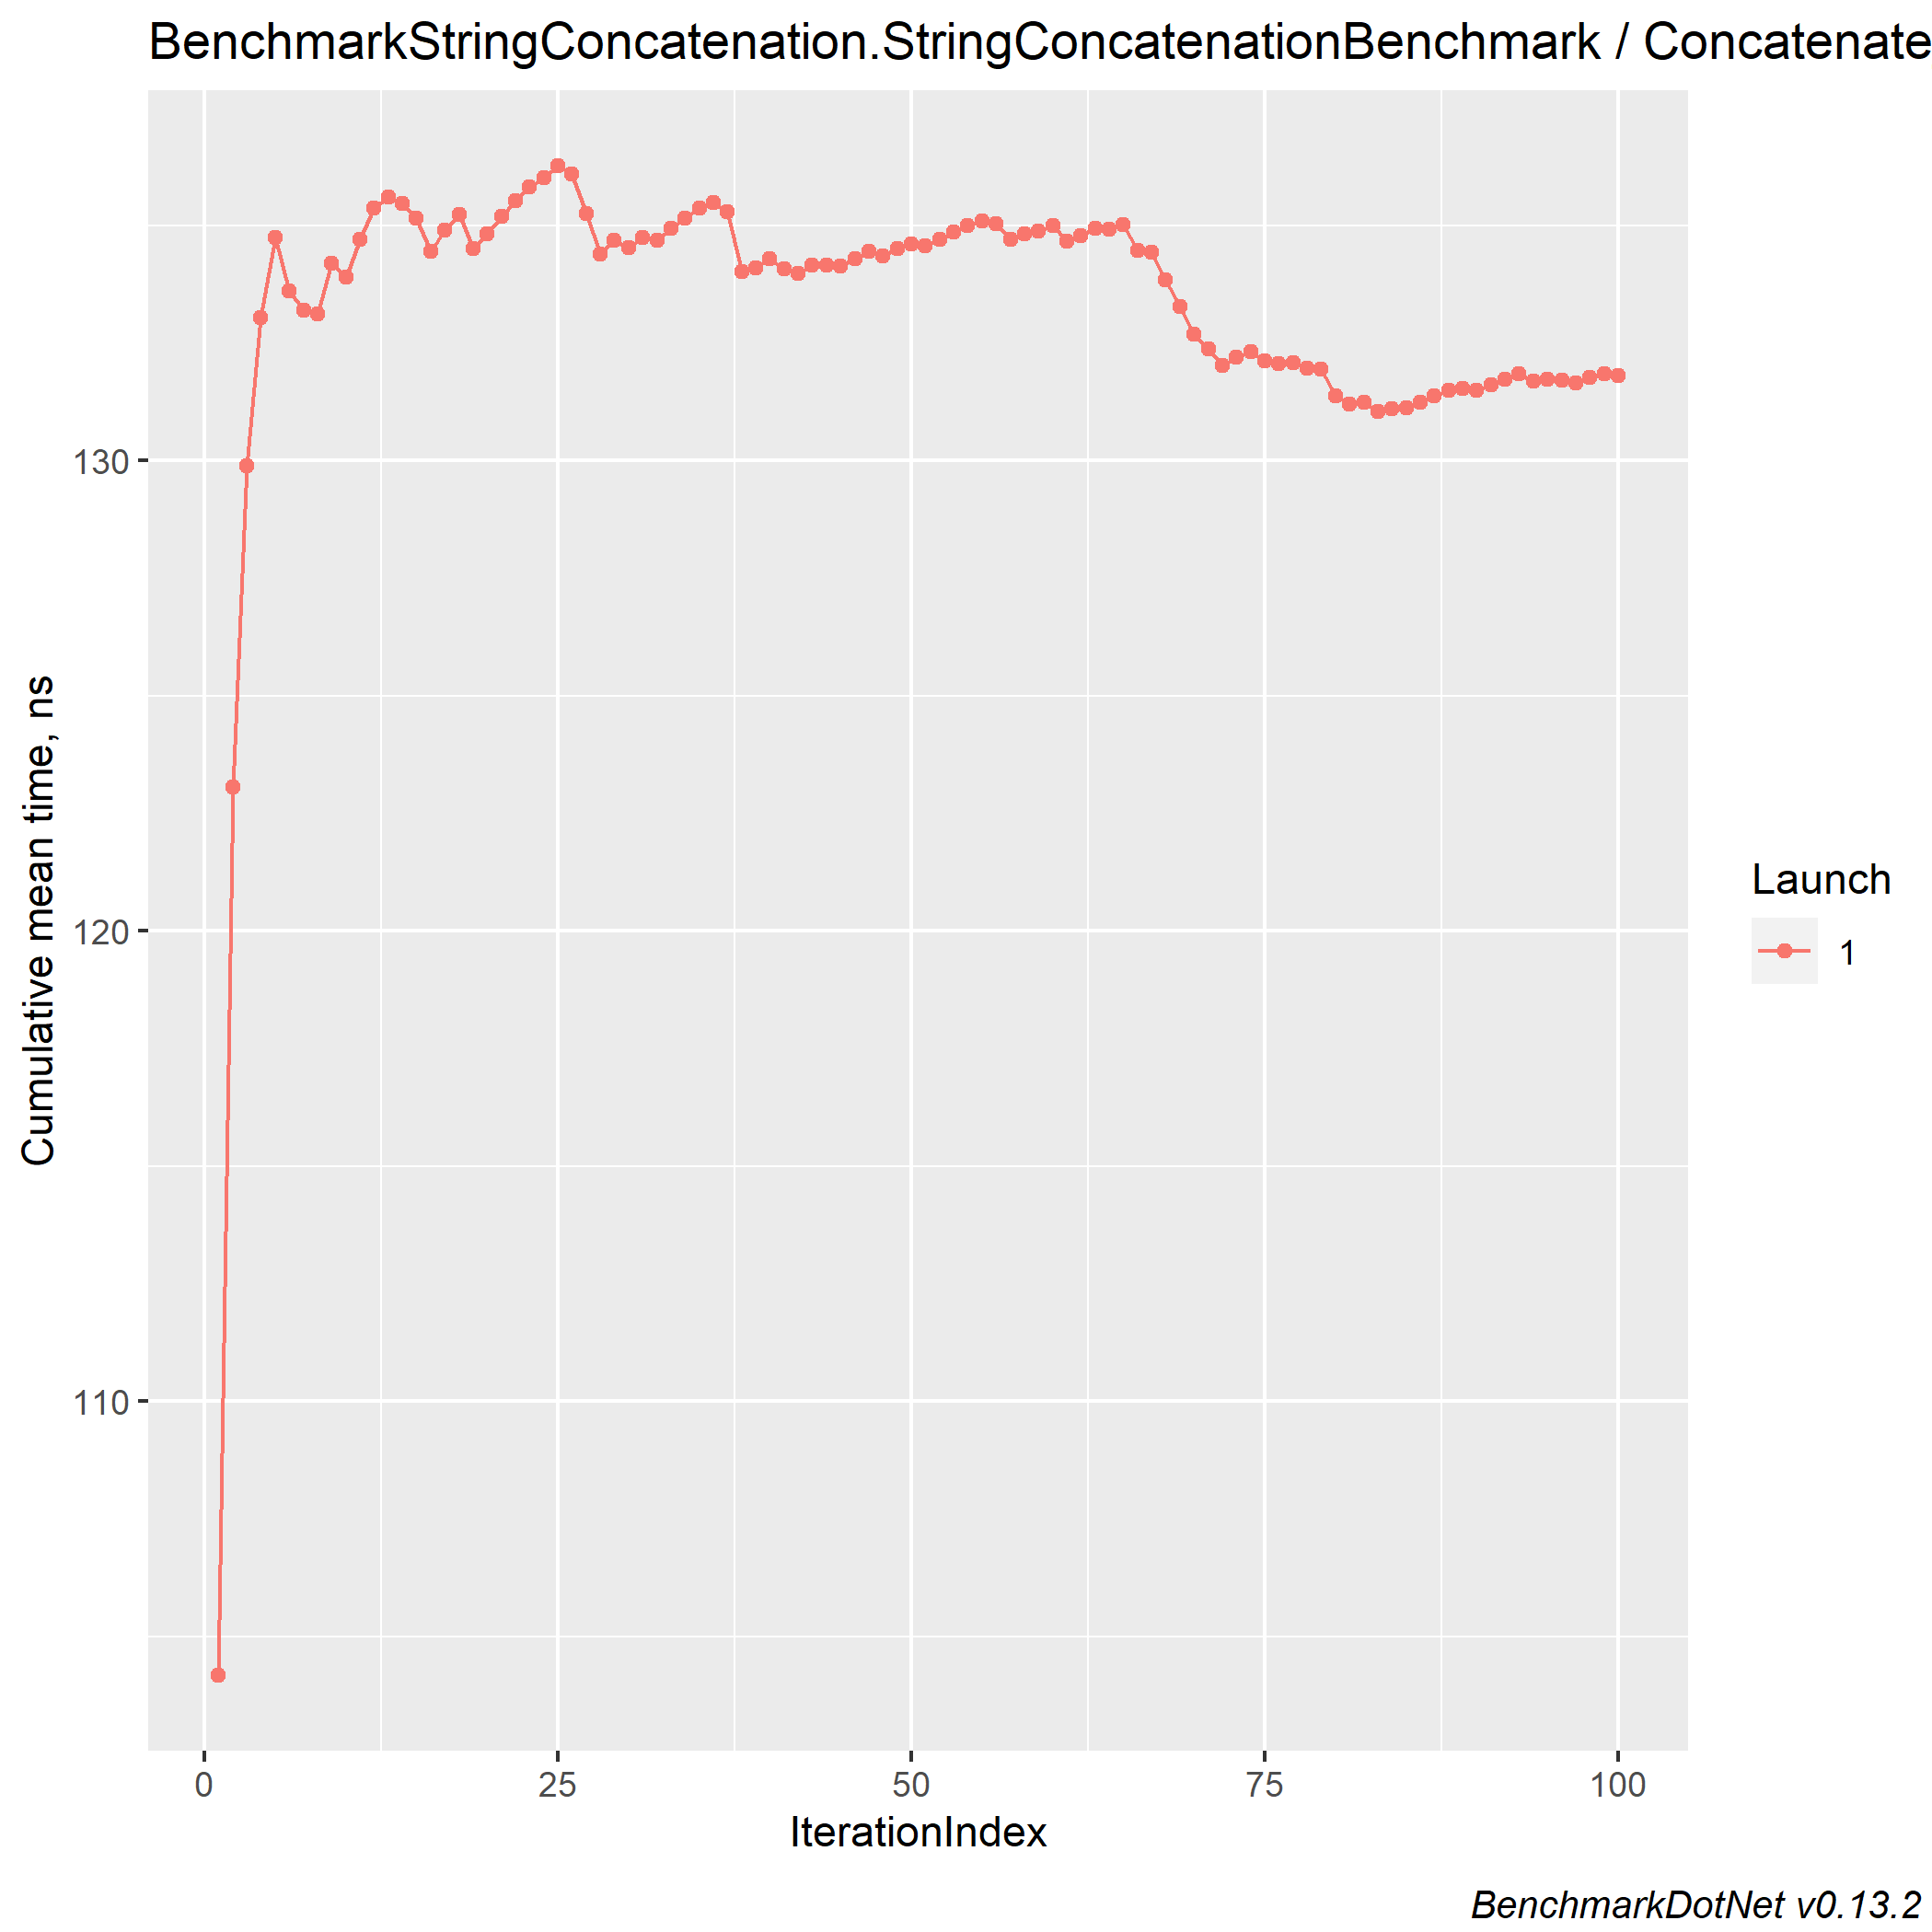 BenchmarkStringConcatenation.StringConcatenationBenchmark / Concatenate
Cumulative mean time, ns
130
120
110
0 25 50 75 100
IterationIndex
Launch
1
BenchmarkDotNet v0.13.2